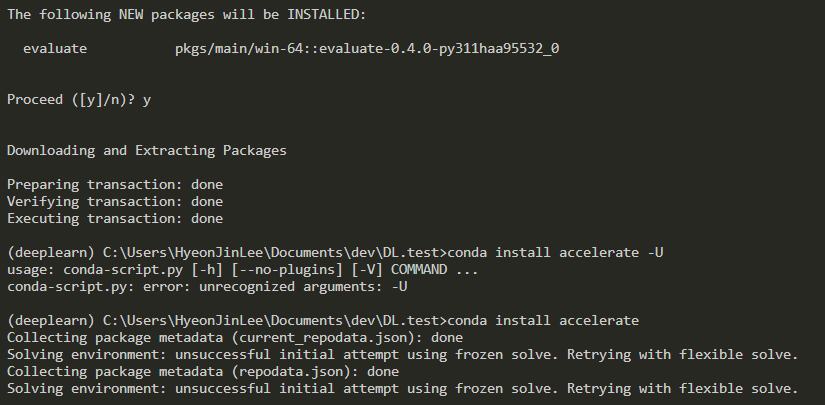 The following NEW packages will be INSTALLED:
evaluate pkgs/main/win-64::evaluate-0.4.0-py311haa95532_0
Proceed ([y]/n)? y
Downloading and Extracting Packages
Preparing transaction: done
Verifying transaction: done
Executing transaction: done
(deeplearn) C:\Users\HyeonJinLee\Documents\dev\DL.test>conda install accelerate -U
usage: conda-script.py [-h] [--no-plugins] [-V] COMMAND ...
conda-script.py: error: unrecognized arguments: -U
(deeplearn) C:\Users\HyeonJinLee\Documents\dev\DL.test>conda install accelerate
Collecting package metadata (current_repodata.json): done
Solving environment: unsuccessful initial attempt using frozen solve. Retrying with flexible solve.
Collecting package metadata (repodata.json): done
Solving environment: unsuccessful initial attempt using frozen solve. Retrying with flexible solve.